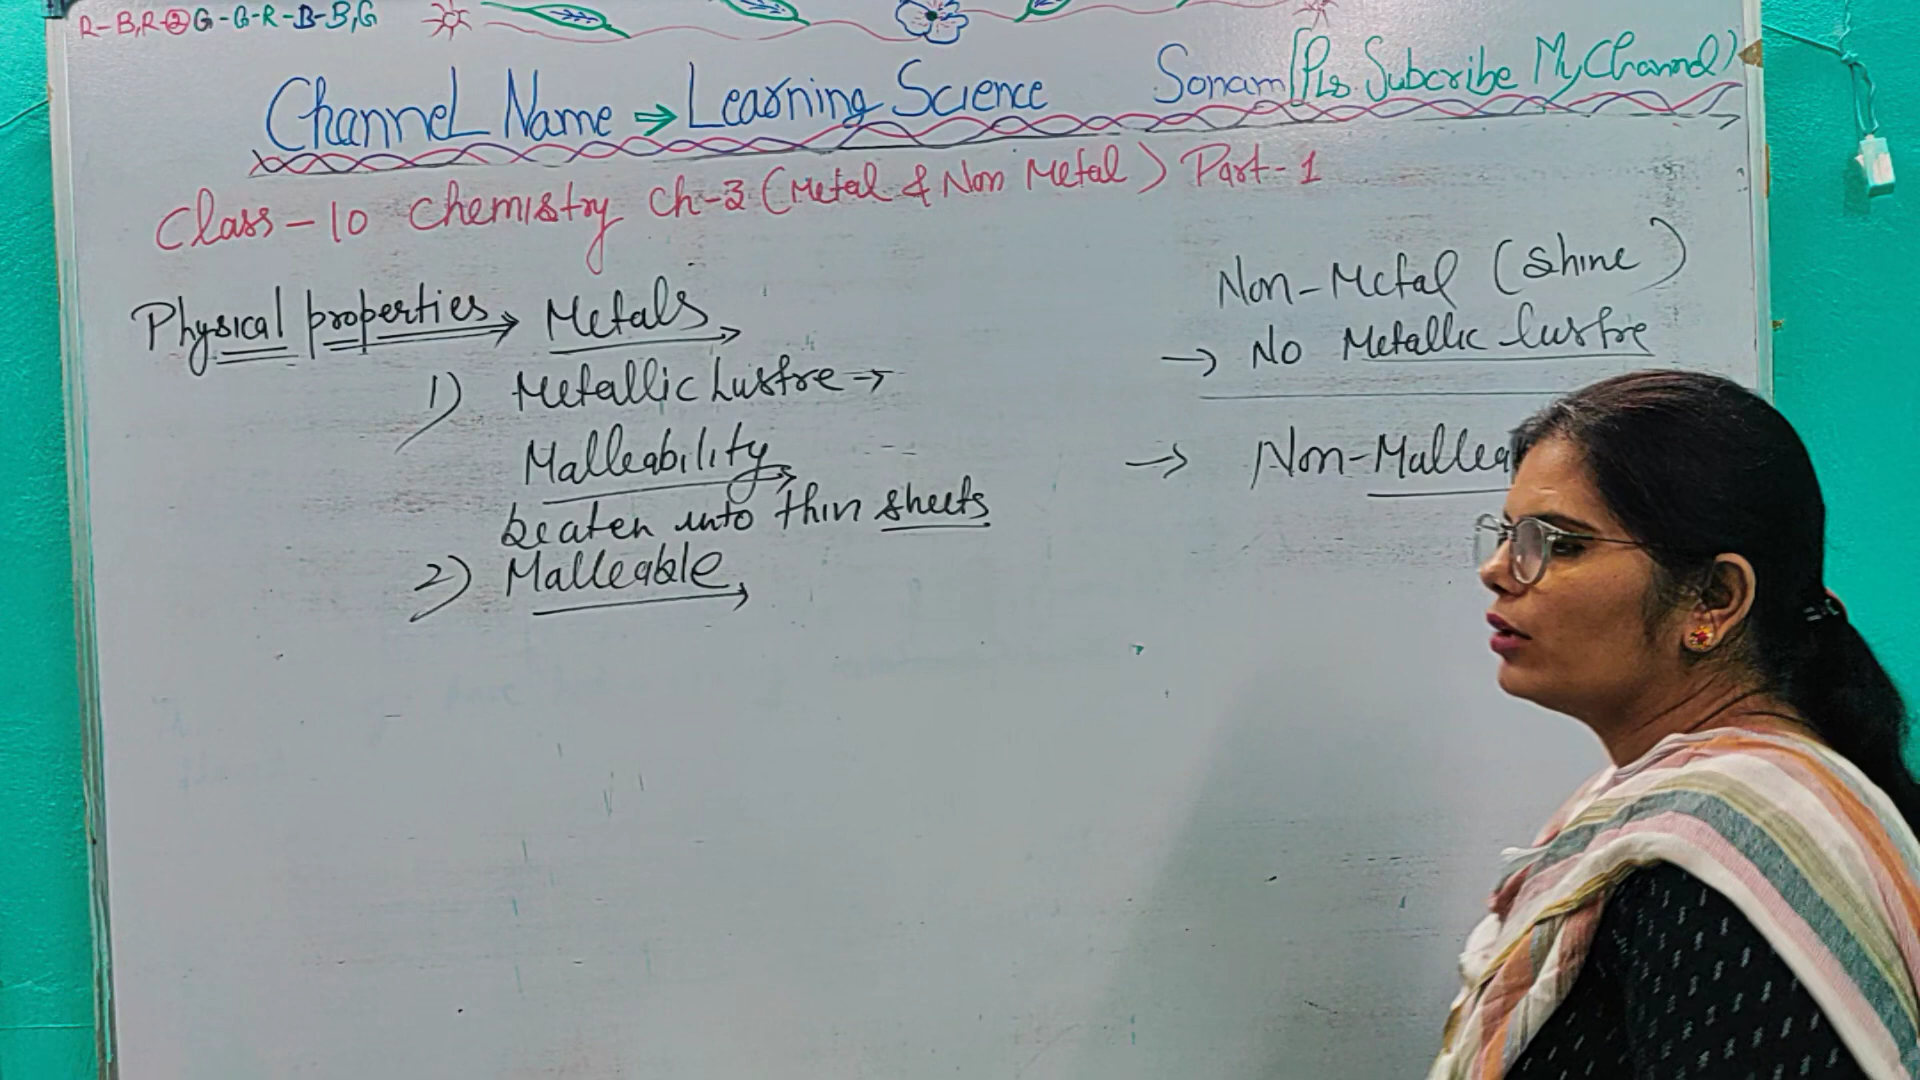 R-B,R-②G-G-R-B-B,G
Channel Name ⇒ Learning Science Sonam (Pls. Subcribe My Channel)
Class-10 Chemistry Ch-3 (Metal & Non Metal) Part-1
Physical properties → Metals
Non-Metal (Shine)
1) Metallic Lustre →
→ No Metallic lustre
Malleability
→ Non-Mallea
beaten into thin sheets
2) Malleable